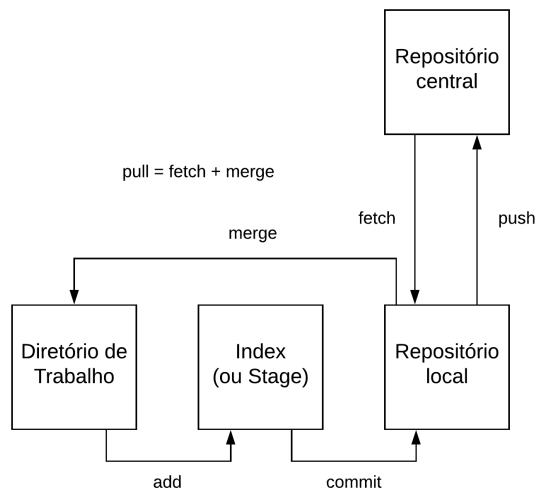 Repositório
central
pull = fetch + merge
fetch
push
merge
Diretório de
Trabalho
Index
(ou Stage)
Repositório
local
add
commit